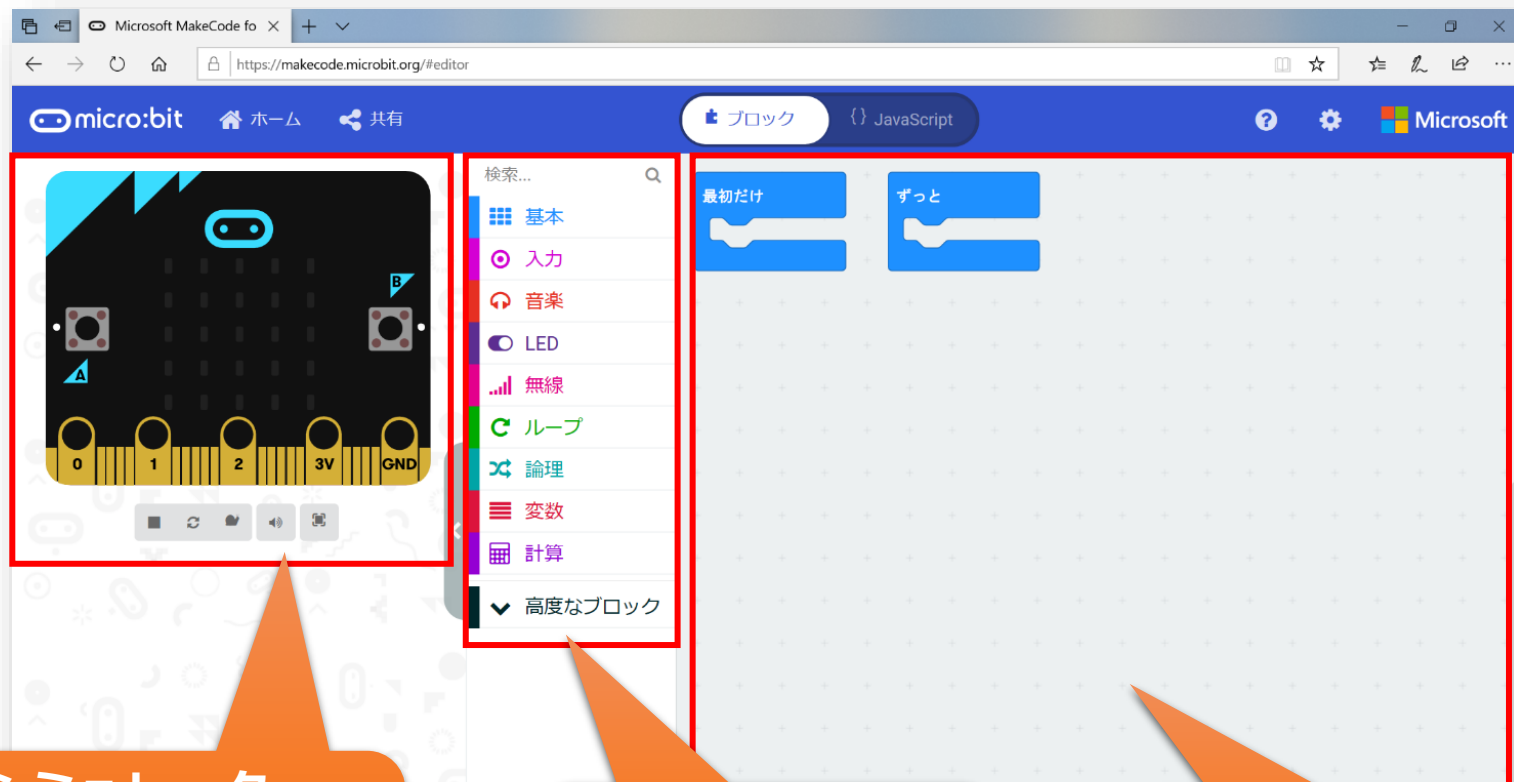 Microsoft MakeCode fo
https://makecode.microbit.org/#editor
micro:bit
ホーム
共有
ブロック
{} JavaScript
Microsoft
検索...
基本
入力
音楽
LED
無線
ループ
論理
変数
計算
高度なブロック
最初だけ
ずっと
B
A
0
1
2
3V
GND